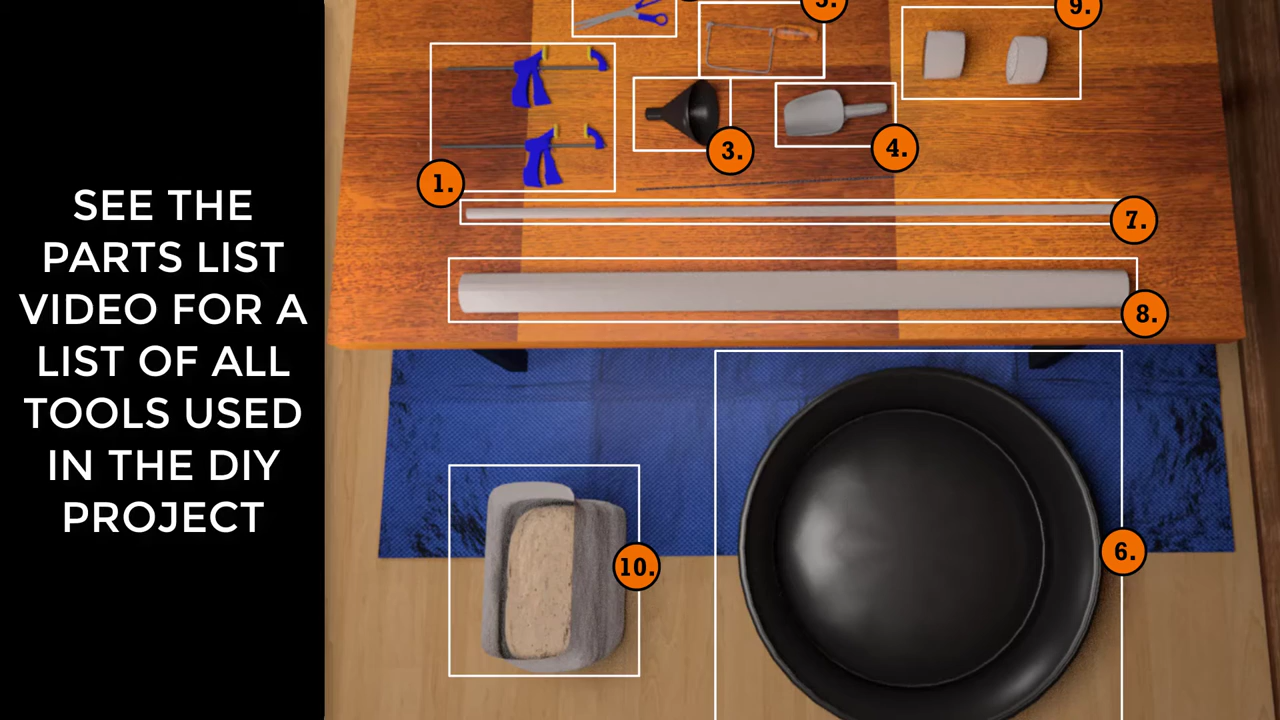 SEE THE
PARTS LIST
VIDEO FOR A
LIST OF ALL
TOOLS USED
IN THE DIY
PROJECT
9.
3.
4.
1.
7.
8.
10.
6.